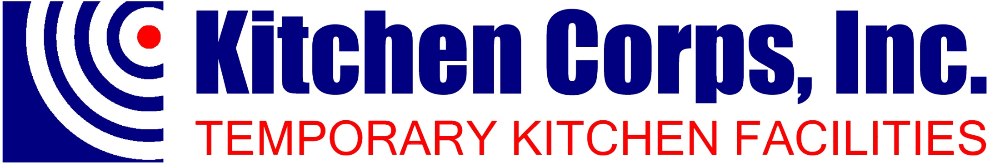 Kitchen Corps, Inc.
TEMPORARY KITCHEN FACILITIES